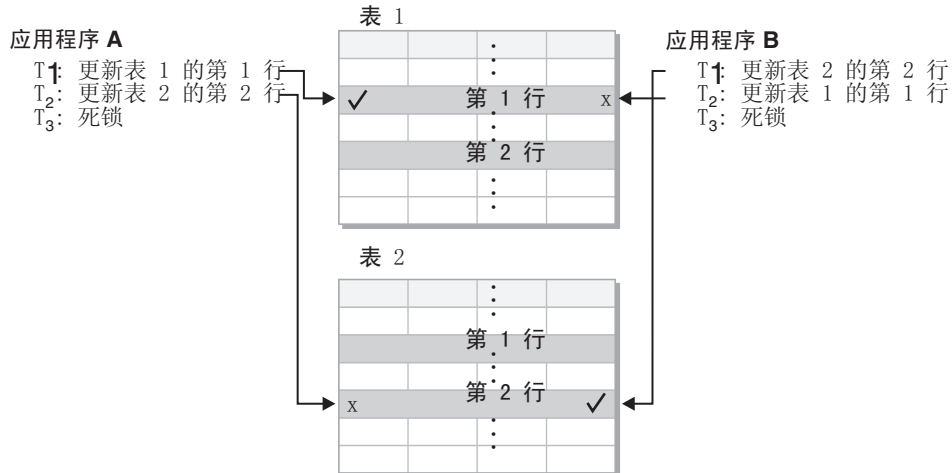 表 1
应用程序 A
T1: 更新表 1 的第 1 行
T2: 更新表 2 的第 2 行
T3: 死锁
应用程序 B
T1: 更新表 2 的第 2 行
T2: 更新表 1 的第 1 行
T3: 死锁
✓ 第 1 行 x
第 2 行
表 2
第 1 行
x 第 2 行 ✓